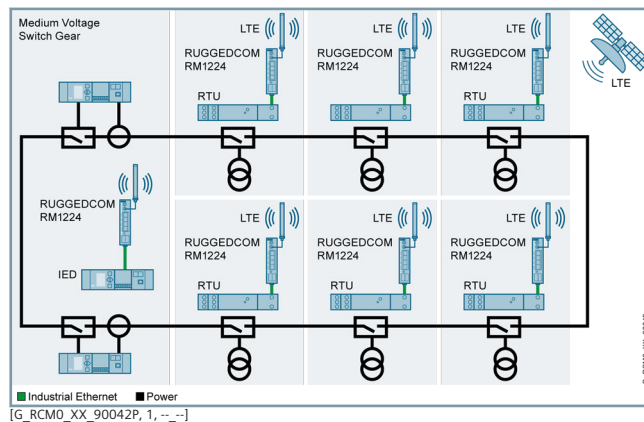 Medium Voltage
Switch Gear
LTE
RUGGEDCOM
RM1224
RTU
LTE
RUGGEDCOM
RM1224
RTU
LTE
RUGGEDCOM
RM1224
RTU
LTE
RUGGEDCOM
RM1224
IED
LTE
RUGGEDCOM
RM1224
RTU
LTE
RUGGEDCOM
RM1224
RTU
LTE
RUGGEDCOM
RM1224
RTU
Industrial Ethernet
Power
[G_RCM0_XX_90042P, 1, --_--]